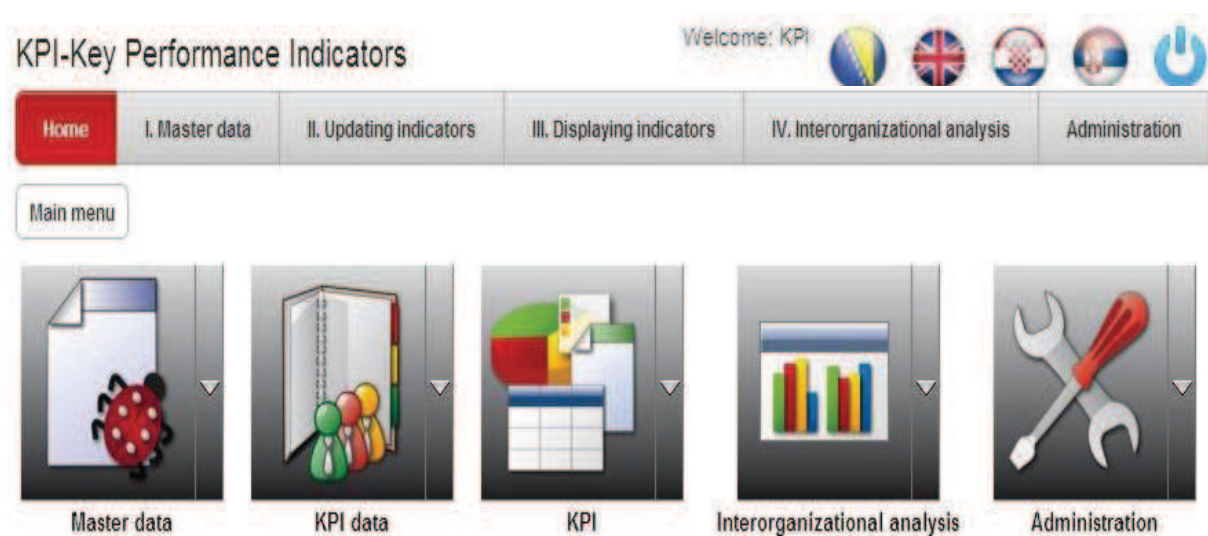 KPI-Key Performance Indicators
Welcome: KPI
Home I. Master data II. Updating indicators III. Displaying indicators IV. Interorganizational analysis Administration
Main menu
Master data KPI data KPI Interorganizational analysis Administration